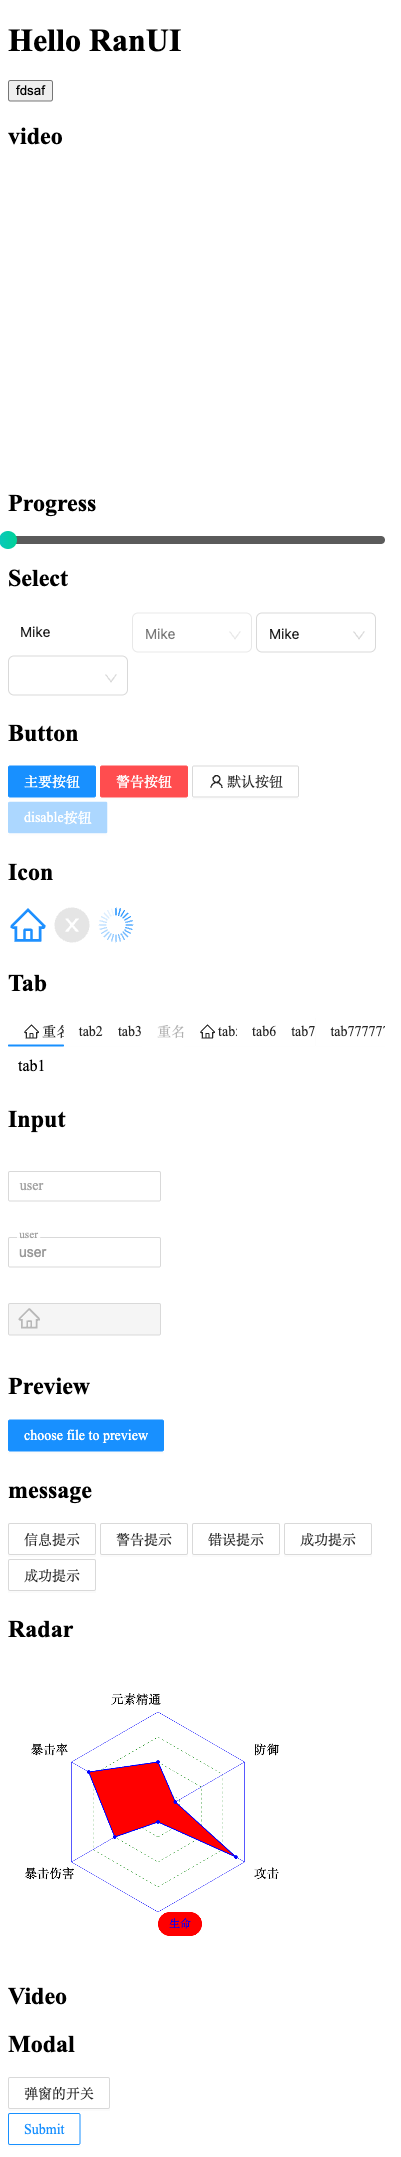 Hello RanUI
fdsaf
video
Progress
Select
Mike Mike Mike
Button
主要按钮 警告按钮 默认按钮
disable按钮
Icon
Tab
重名 tab2 tab3 重名 tab tab6 tab7 tab77777
tab1
Input
user
user
user
Preview
choose file to preview
message
信息提示 警告提示 错误提示 成功提示
成功提示
Radar
元素精通
暴击率 防御
暴击伤害 攻击
生命
Video
Modal
弹窗的开关
Submit